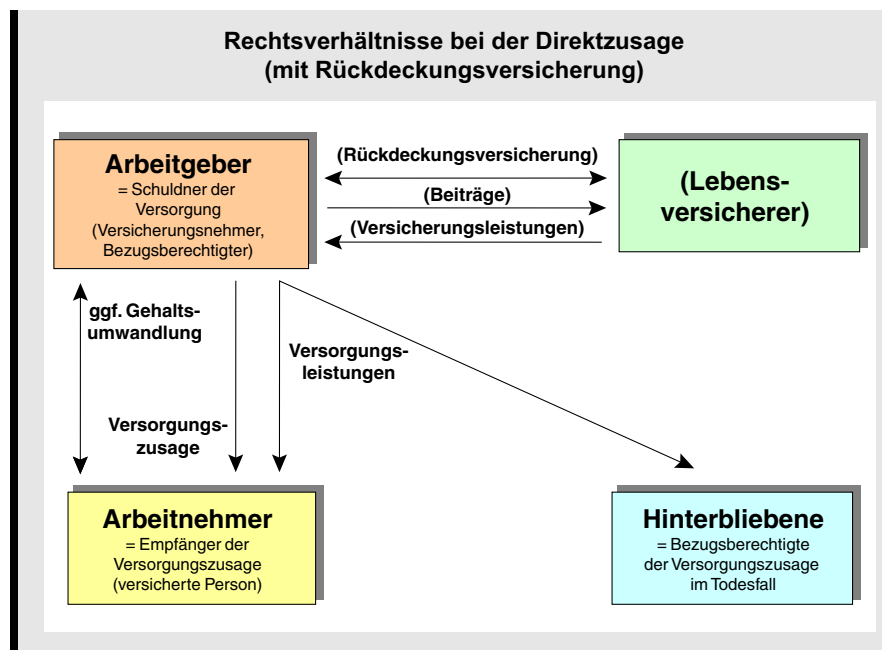 Rechtsverhältnisse bei der Direktzusage
(mit Rückdeckungsversicherung)
Arbeitgeber
= Schuldner der
Versorgung
(Versicherungsnehmer,
Bezugsberechtigter)
(Rückdeckungsversicherung)
(Beiträge)
(Versicherungsleistungen)
(Lebens-
versicherer)
ggf. Gehalts-
umwandlung
Versorgungs-
leistungen
Versorgungs-
zusage
Arbeitnehmer
= Empfänger der
Versorgungszusage
(versicherte Person)
Hinterbliebene
= Bezugsberechtigte
der Versorgungszusage
im Todesfall